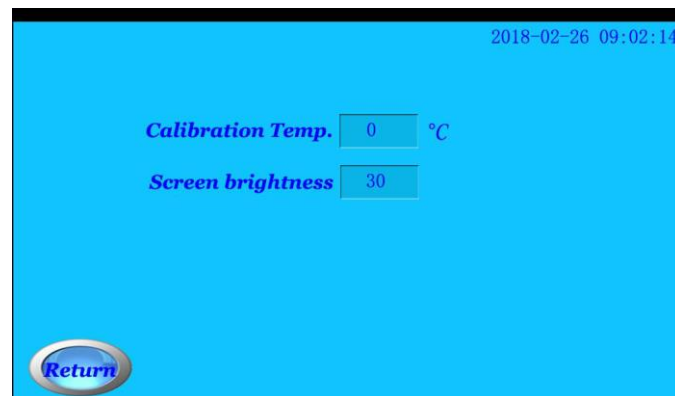 2018-02-26 09:02:14
Calibration Temp. 0 °C
Screen brightness 30
Return